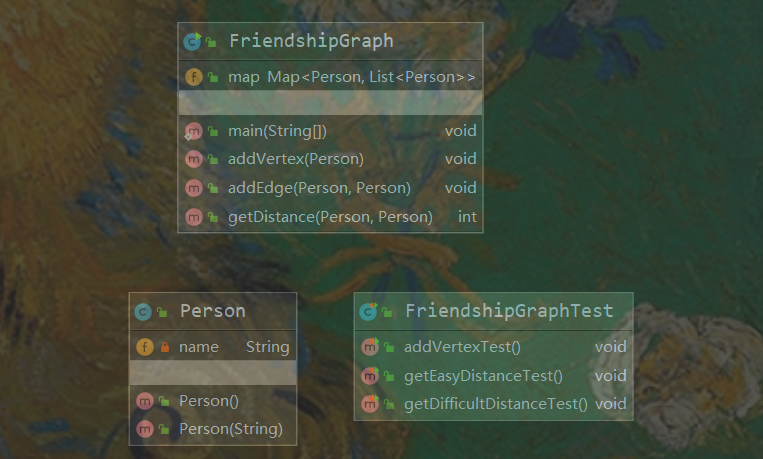 FriendshipGraph
f map Map<Person, List<Person>>
m main(String[]) void
m addVertex(Person) void
m addEdge(Person, Person) void
m getDistance(Person, Person) int
C Person
f name String
m Person()
m Person(String)
C FriendshipGraphTest
m addVertexTest() void
m getEasyDistanceTest() void
m getDifficultDistanceTest() void